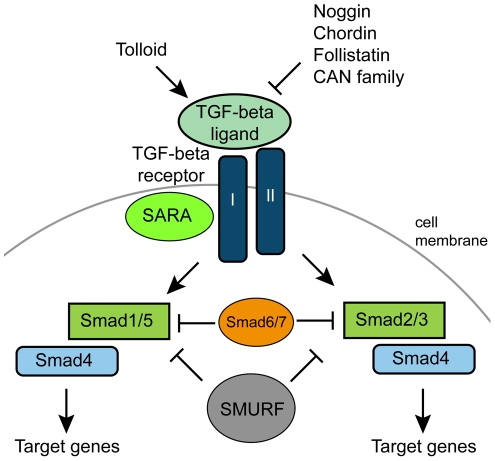 Noggin
Chordin
Follistatin
CAN family
Tolloid
TGF-beta
ligand
TGF-beta
receptor
I
II
SARA
cell
membrane
Smad1/5
Smad6/7
Smad2/3
Smad4
Smad4
SMURF
Target genes
Target genes